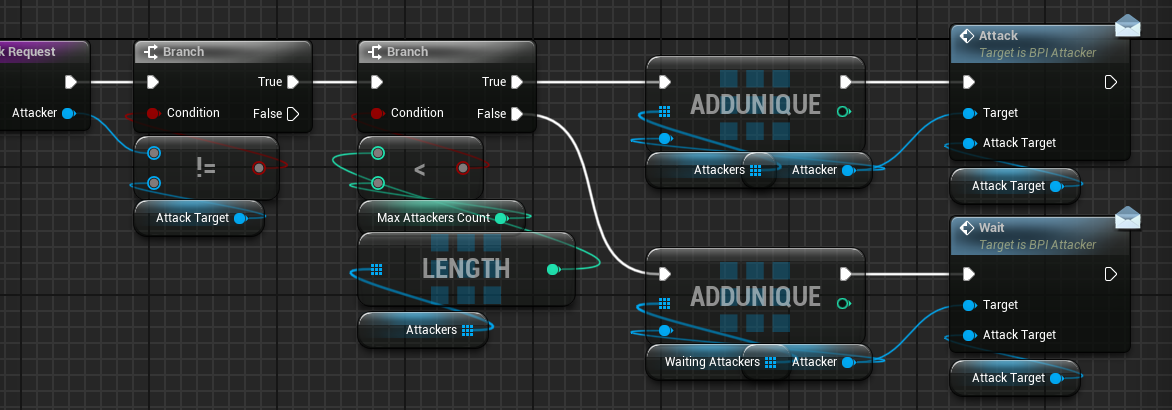 k Request
Attacker
Branch
True
Condition
False
!=
Attack Target
Branch
True
Condition
False
<
Max Attackers Count
LENGTH
Attackers
ADDUNIQUE
Attackers
Attacker
Attack
Target is BPI Attacker
Target
Attack Target
Attack Target
ADDUNIQUE
Waiting Attackers
Attacker
Wait
Target is BPI Attacker
Target
Attack Target
Attack Target